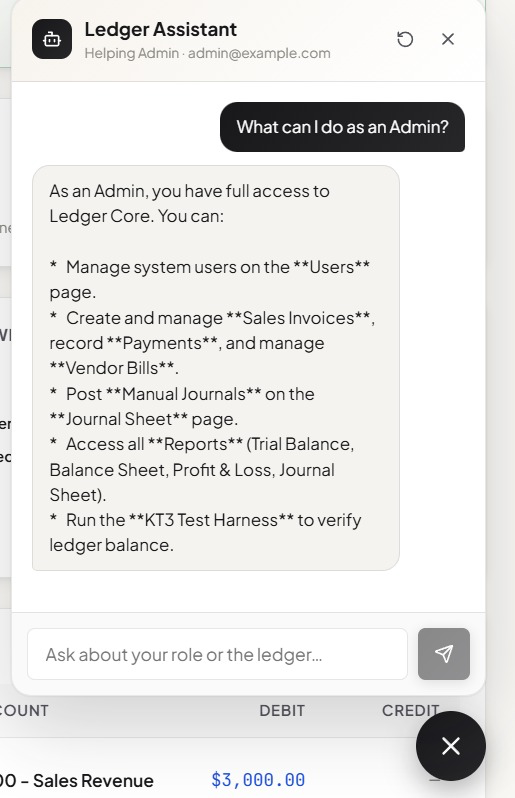 Ledger Assistant
Helping Admin · admin@example.com
What can I do as an Admin?
As an Admin, you have full access to
Ledger Core. You can:
*  Manage system users on the **Users**
page.
*  Create and manage **Sales Invoices**,
record **Payments**, and manage
**Vendor Bills**.
*  Post **Manual Journals** on the
**Journal Sheet** page.
*  Access all **Reports** (Trial Balance,
Balance Sheet, Profit & Loss, Journal
Sheet).
*  Run the **KT3 Test Harness** to verify
ledger balance.
Ask about your role or the ledger...
COUNT DEBIT CREDIT
00 - Sales Revenue $3,000.00 —